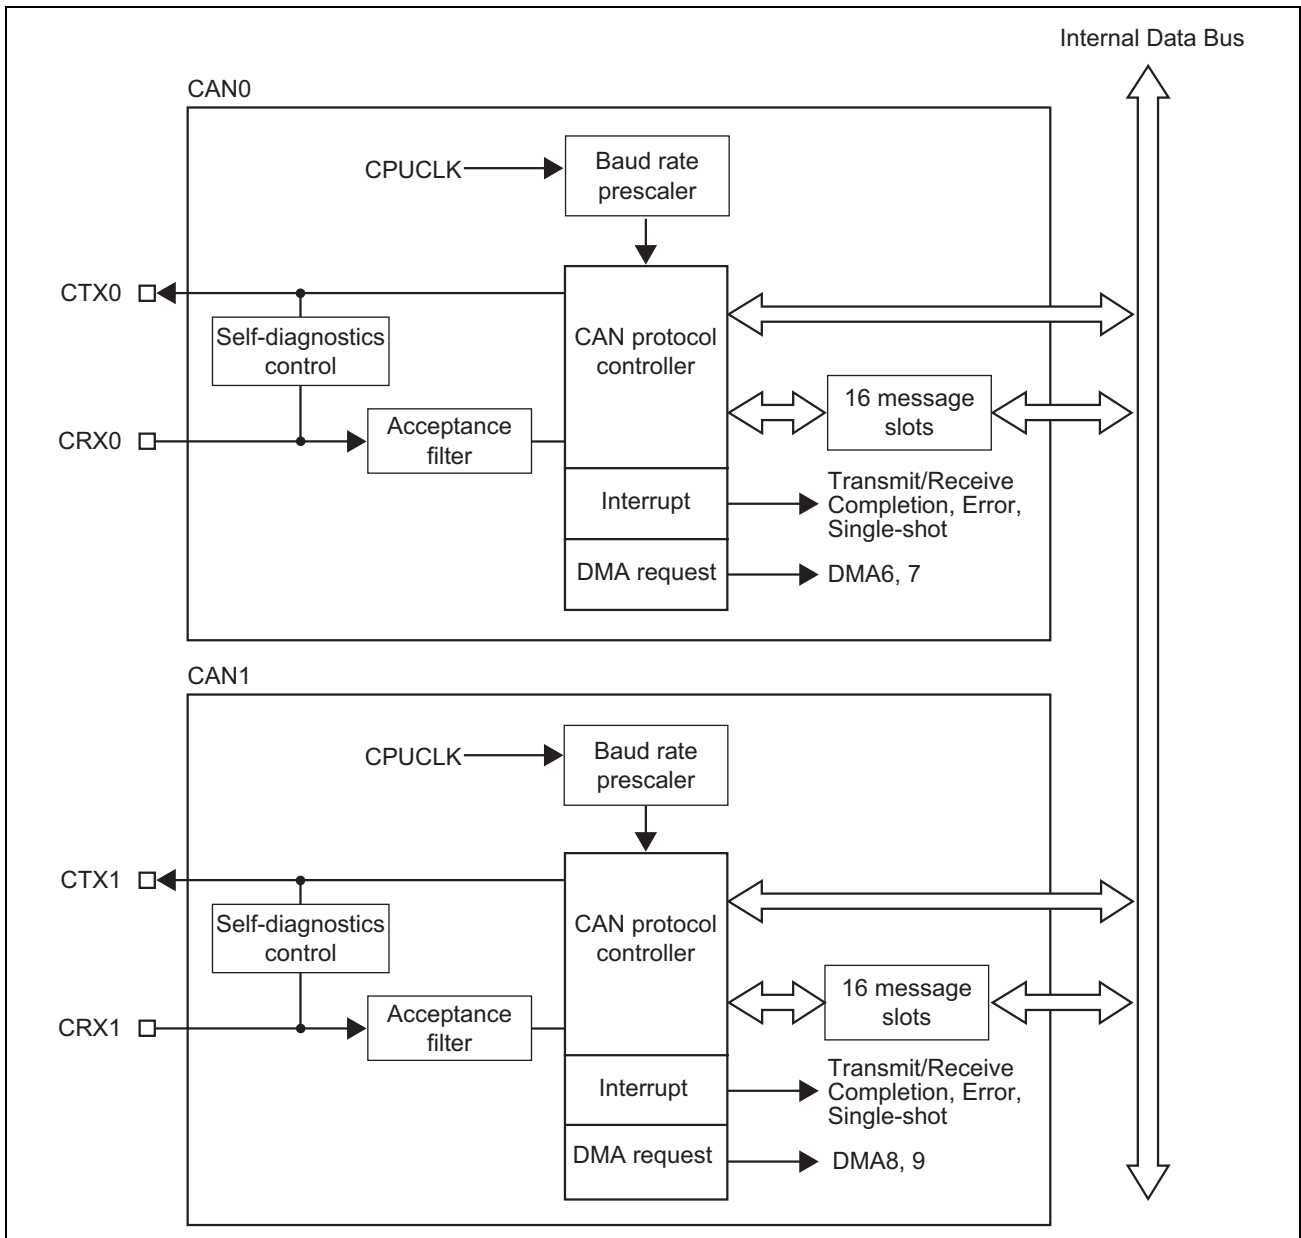 Internal Data Bus
CAN0
CPUCLK
Baud rate
prescaler
CTX0
Self-diagnostics
control
CAN protocol
controller
16 message
slots
CRX0
Acceptance
filter
Interrupt
Transmit/Receive
Completion, Error,
Single-shot
DMA request
DMA6, 7
CAN1
CPUCLK
Baud rate
prescaler
CTX1
Self-diagnostics
control
CAN protocol
controller
16 message
slots
CRX1
Acceptance
filter
Interrupt
Transmit/Receive
Completion, Error,
Single-shot
DMA request
DMA8, 9